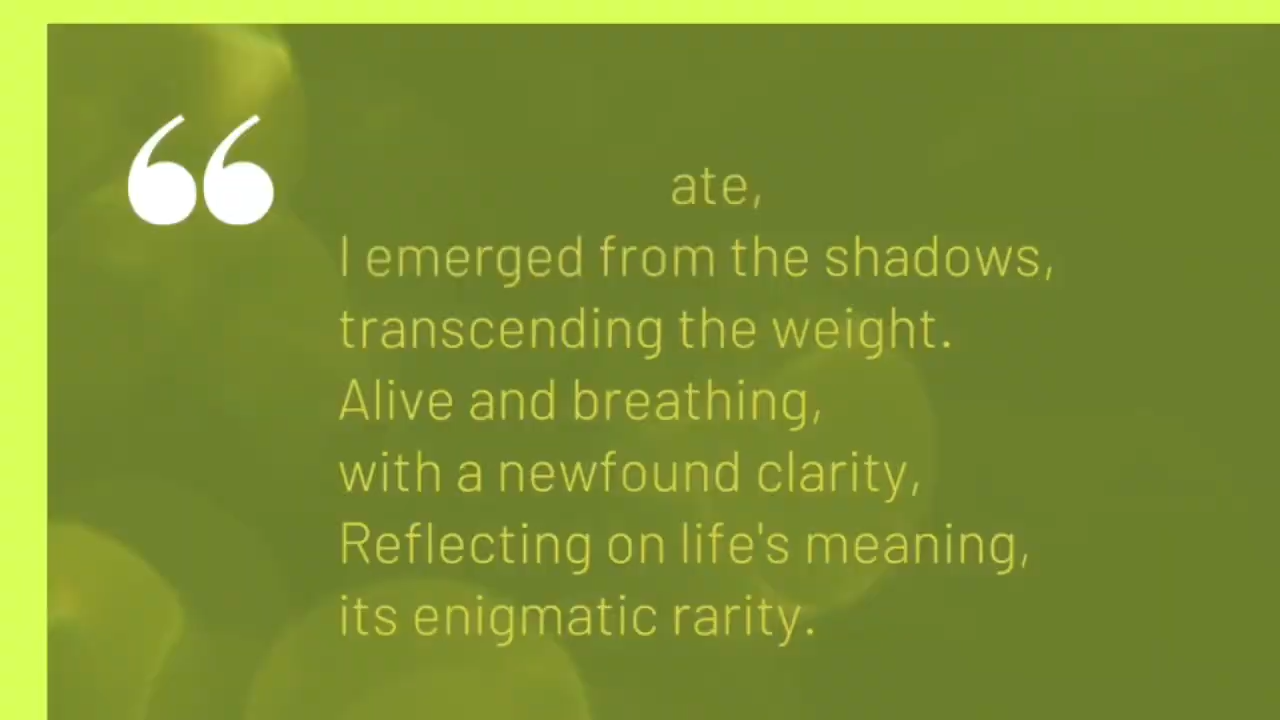 ate,
I emerged from the shadows,
transcending the weight.
Alive and breathing,
with a newfound clarity,
Reflecting on life's meaning,
its enigmatic rarity.